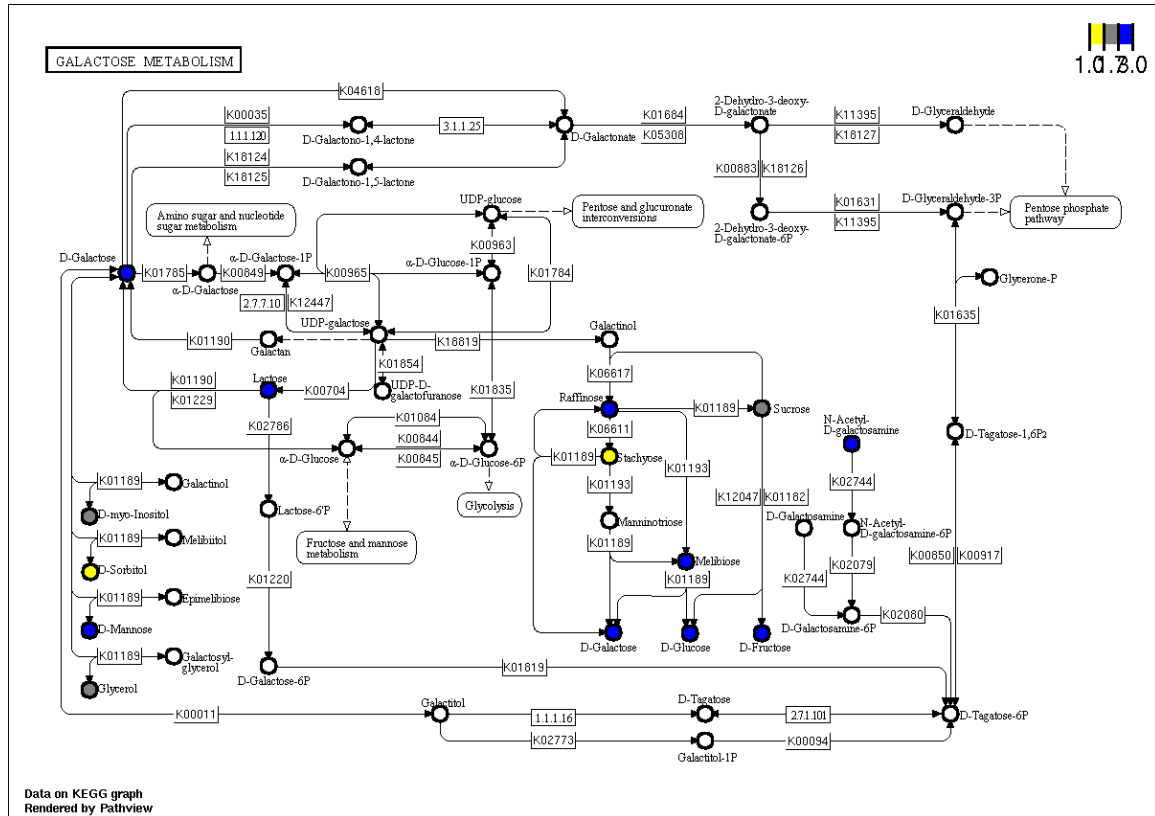 GALACTOSE METABOLISM
K04618
K00035
1.1.1.120
D-Galactono-1,4-lactone
3.1.1.25
D-Galactonate
K01684
K05308
2-Dehydro-3-deoxy-
D-galactonate
K11395
K18127
D-Glyceraldehyde
K18124
K18125
D-Galactono-1,5-lactone
K00883
K18126
Amino sugar and nucleotide
sugar metabolism
UDP-glucose
Pentose and glucuronate
interconversions
2-Dehydro-3-deoxy-
D-galactonate-6P
K01631
K11395
D-Glyceraldehyde-3P
Pentose phosphate
pathway
D-Galactose
K01785
α-D-Galactose
K00849
α-D-Galactose-1P
K00965
α-D-Glucose-1P
K00963
K01784
Glycerone-P
2.7.7.10
K12447
UDP-galactose
K01190
Galactan
K18819
Galactinol
K01635
K01854
UDP-D-
galactofuranose
K01190
K01229
Lactose
K00704
K01835
K06617
Raffinose
K01189
Sucrose
K02786
K01084
K00844
K00845
α-D-Glucose
α-D-Glucose-6P
K06611
K01189
Stachyose
K01193
N-Acetyl-
D-galactosamine
D-Tagatose-1,6P2
Glycolysis
K01193
K12047
K01182
K02744
K01189
Galactinol
D-myo-Inositol
Lactose-6'P
Manninotriose
D-Galactosamine
N-Acetyl-
D-galactosamine-6P
Fructose and mannose
metabolism
K01189
Melibiitol
D-Sorbitol
K01189
Melibiose
K00850
K00917
K01220
K01189
K02744
K02079
K01189
Epimelibiose
D-Mannose
D-Galactose
D-Glucose
D-Fructose
D-Galactosamine-6P
K02080
K01189
Galactosyl-
glycerol
Glycerol
D-Galactose-6P
K01819
K00011
Galactitol
1.1.1.16
D-Tagatose
2.7.1.101
D-Tagatose-6P
K02773
Galactitol-1P
K00094
Data on KEGG graph
Rendered by Pathview